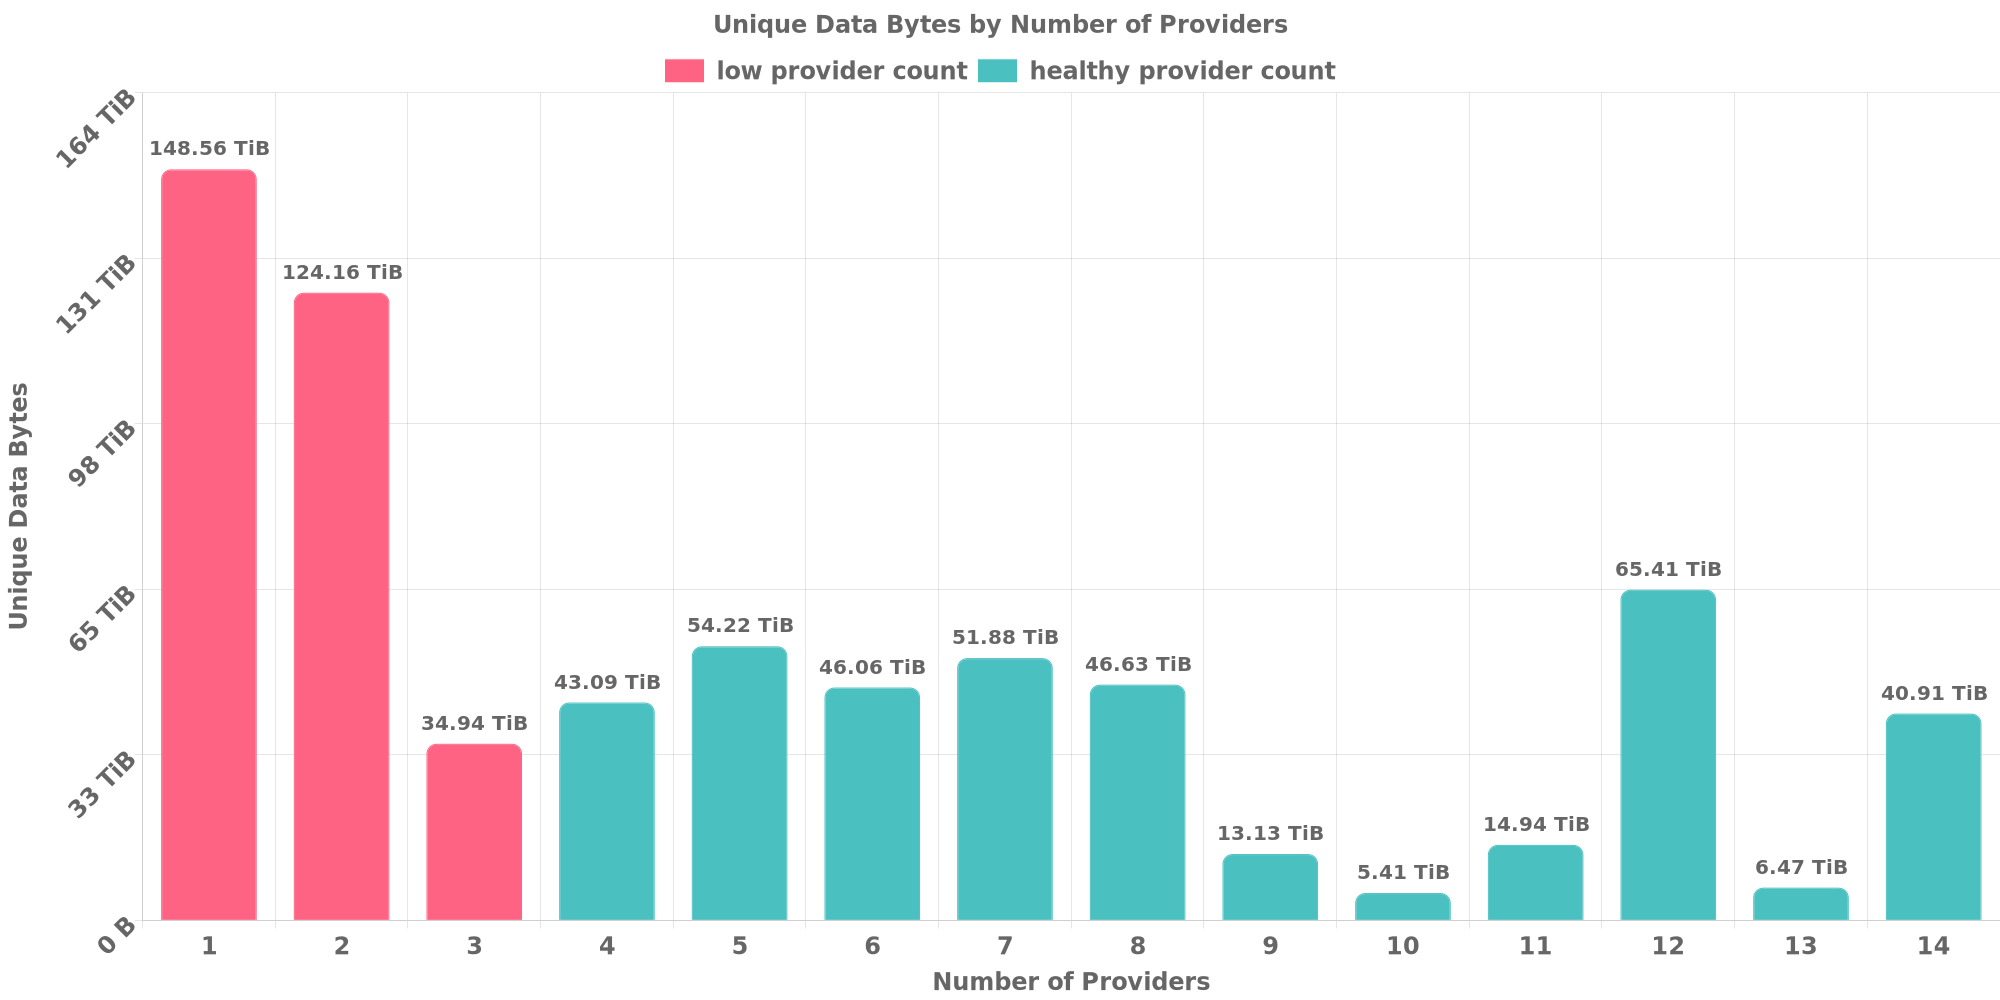 Unique Data Bytes by Number of Providers
low provider count healthy provider count
164 TiB
131 TiB
98 TiB
65 TiB
33 TiB
0 B
Unique Data Bytes
148.56 TiB
124.16 TiB
34.94 TiB
43.09 TiB
54.22 TiB
46.06 TiB
51.88 TiB
46.63 TiB
13.13 TiB
5.41 TiB
14.94 TiB
65.41 TiB
6.47 TiB
40.91 TiB
1 2 3 4 5 6 7 8 9 10 11 12 13 14
Number of Providers